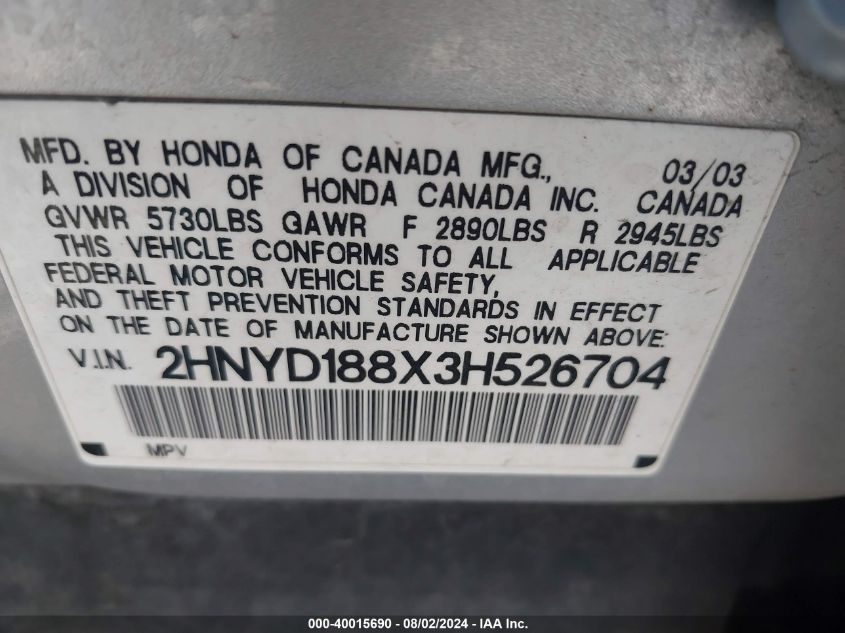 MFD. BY HONDA OF CANADA MFG., 03/03
A DIVISION OF HONDA CANADA INC. CANADA
GVWR 5730LBS GAWR F 2890LBS R 2945LBS
THIS VEHICLE CONFORMS TO ALL APPLICABLE
FEDERAL MOTOR VEHICLE SAFETY,
AND THEFT PREVENTION STANDARDS IN EFFECT
ON THE DATE OF MANUFACTURE SHOWN ABOVE.
V.I.N. 2HNYD188X3H526704
MPV
000-40015690 - 08/02/2024 - IAA Inc.